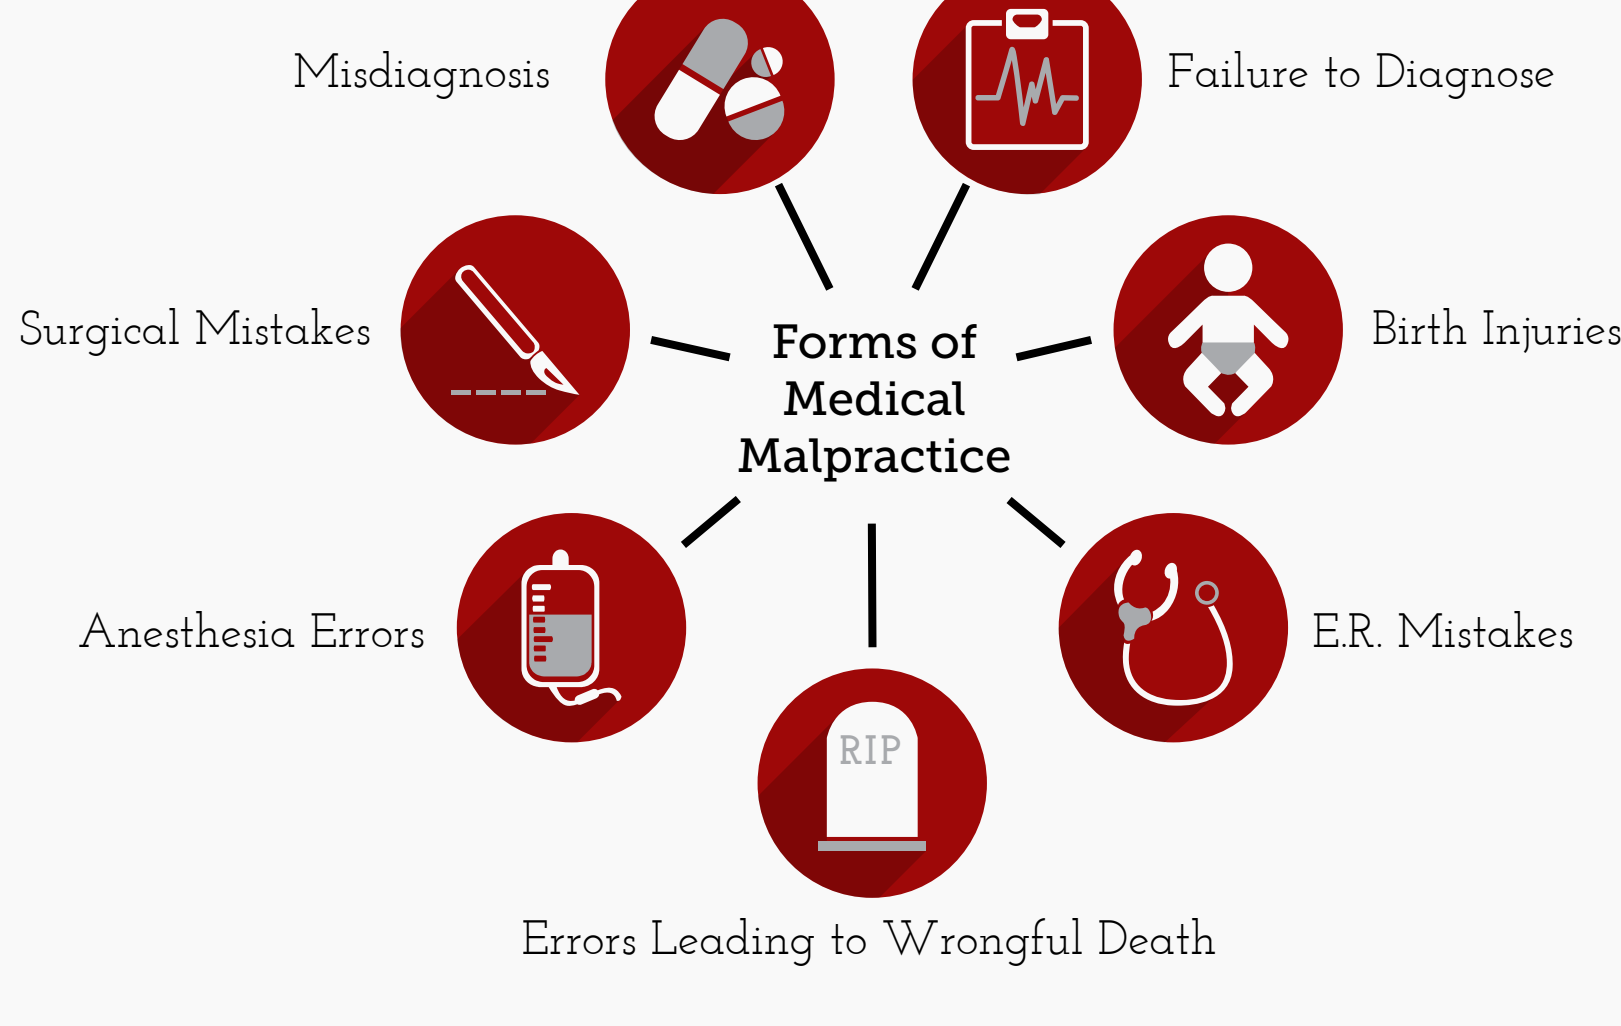 Misdiagnosis
Failure to Diagnose
Surgical Mistakes
Forms of
Medical
Malpractice
Birth Injuries
Anesthesia Errors
E.R. Mistakes
RIP
Errors Leading to Wrongful Death